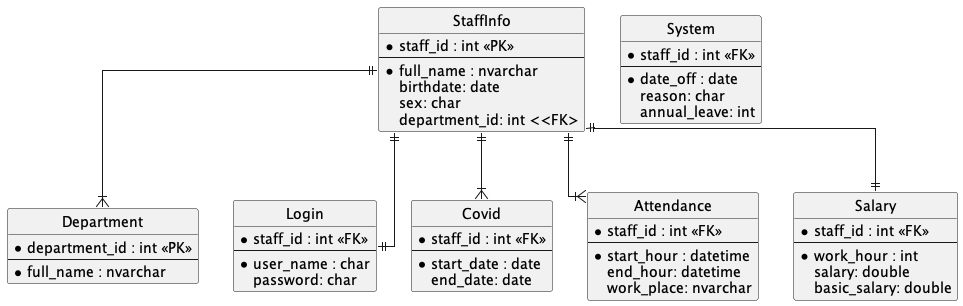 StaffInfo
• staff_id : int «PK»
• full_name : nvarchar
birthdate: date
sex: char
department_id: int <<FK>
System
• staff_id : int «FK»
• date_off : date
reason: char
annual_leave: int
Department
• department_id : int «PK»
• full_name : nvarchar
Login
• staff_id : int «FK»
• user_name : char
password: char
Covid
• staff_id : int «FK»
• start_date : date
end_date: date
Attendance
• staff_id : int «FK»
• start_hour : datetime
end_hour: datetime
work_place: nvarchar
Salary
• staff_id : int «FK»
• work_hour : int
salary: double
basic_salary: double